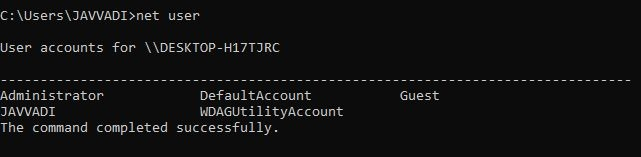 C:\Users\JAVVADI>net user
User accounts for \\DESKTOP-H17TJRC
-------------------------------------------------------------------------------
Administrator            DefaultAccount           Guest
JAVVADI                  WDAGUtilityAccount
The command completed successfully.